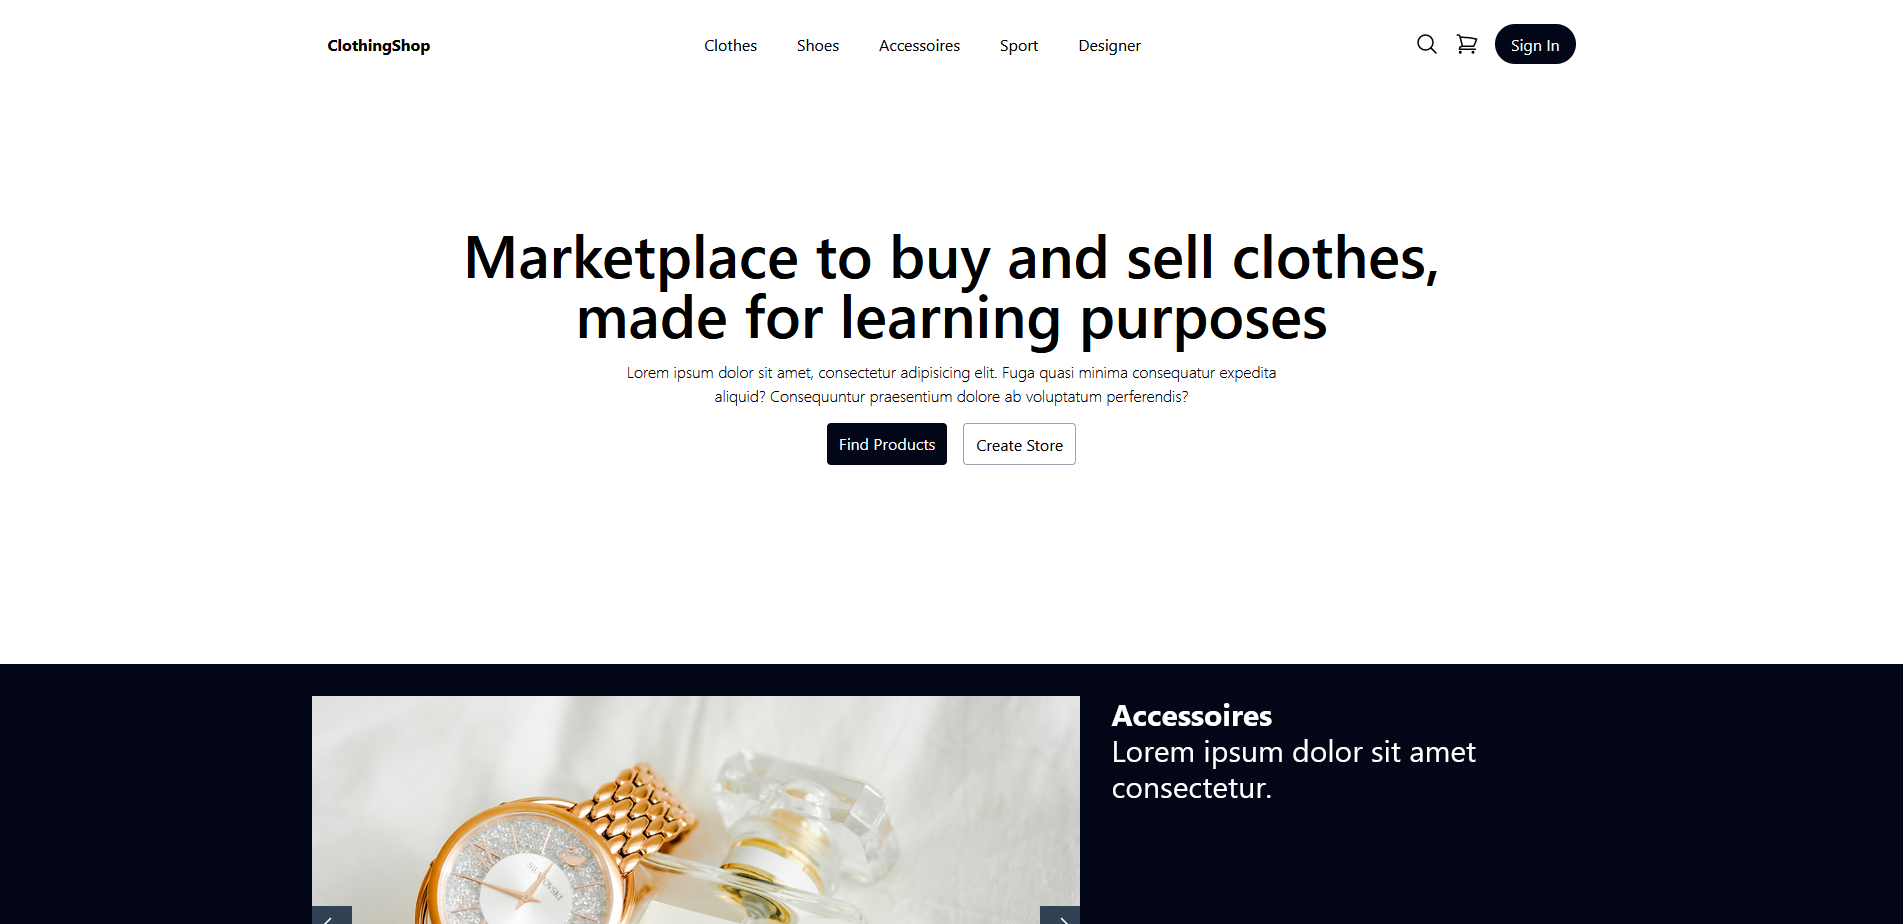 ClothingShop
Clothes
Shoes
Accessoires
Sport
Designer
Sign In
Marketplace to buy and sell clothes,
made for learning purposes
Lorem ipsum dolor sit amet, consectetur adipisicing elit. Fuga quasi minima consequatur expedita
aliquid? Consequuntur praesentium dolore ab voluptatum perferendis?
Find Products
Create Store
Accessoires
Lorem ipsum dolor sit amet
consectetur.
SWAROVSKI